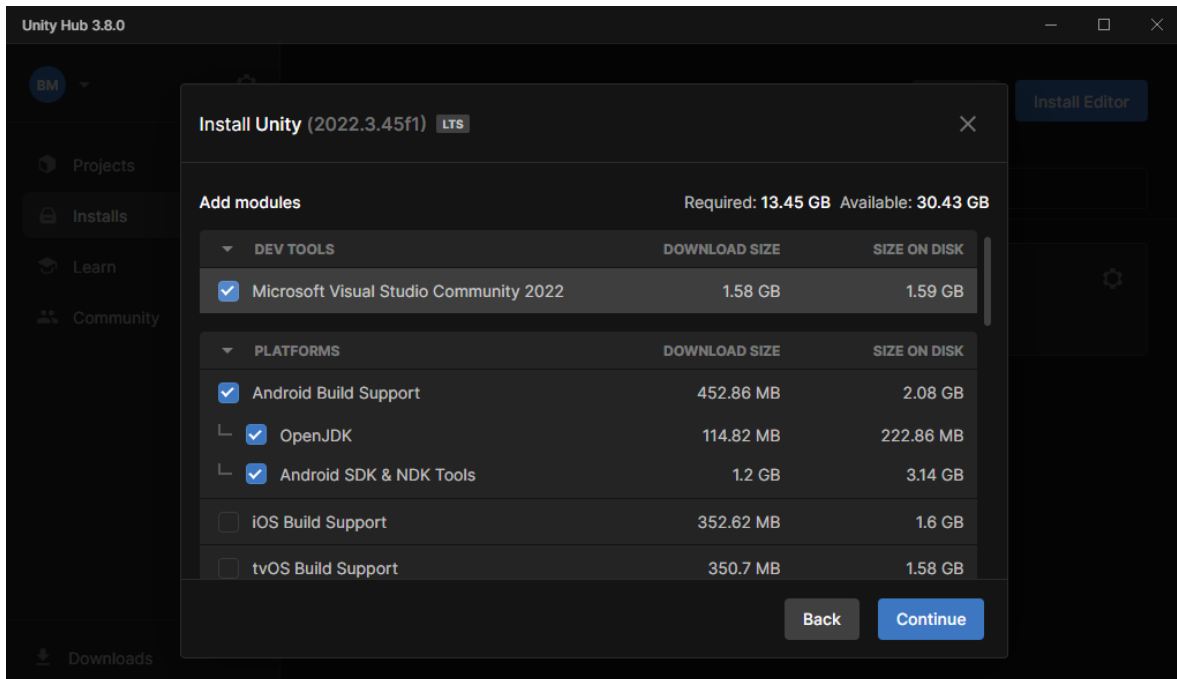 Unity Hub 3.8.0
BM
Install Editor
Install Unity (2022.3.45f1) LTS
Projects
Installs
Learn
Community
Add modules Required: 13.45 GB Available: 30.43 GB
DEV TOOLS DOWNLOAD SIZE SIZE ON DISK
Microsoft Visual Studio Community 2022 1.58 GB 1.59 GB
PLATFORMS DOWNLOAD SIZE SIZE ON DISK
Android Build Support 452.86 MB 2.08 GB
OpenJDK 114.82 MB 222.86 MB
Android SDK & NDK Tools 1.2 GB 3.14 GB
iOS Build Support 352.62 MB 1.6 GB
tvOS Build Support 350.7 MB 1.58 GB
Back Continue
Downloads